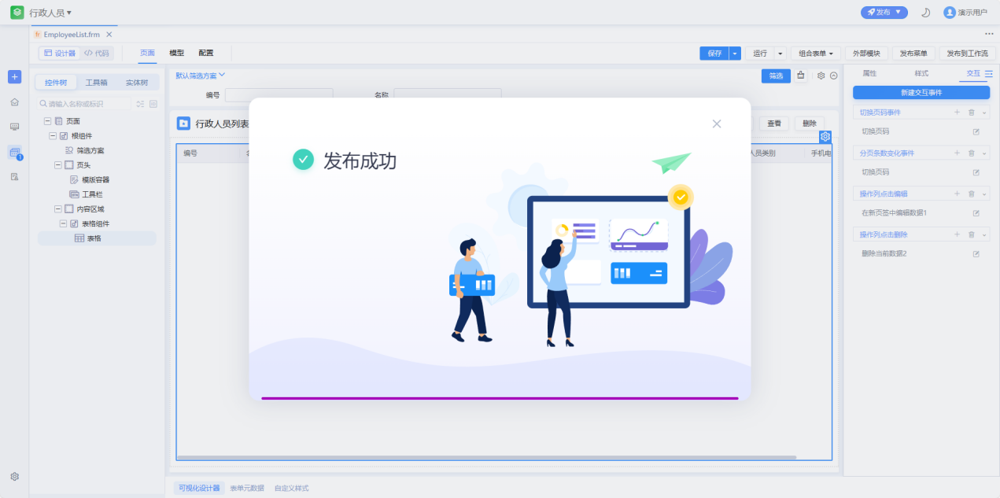 行政人员
发布
演示用户
fr EmployeeList.frm
设计器
代码
页面
模型
配置
保存
运行
组合表单
外部模块
发布菜单
发布到工作流
控件树
工具箱
实体树
请输入名称或标识
页面
根组件
筛选方案
页头
模版容器
工具栏
内容区域
表格组件
表格
1
默认筛选方案
筛选
编号
名称
行政人员列表
查看
删除
编号
人员类别
手机电
发布成功
属性
样式
交互
新建交互事件
切换页码事件
切换页码
分页条数变化事件
切换页码
操作列点击编辑
在新页签中编辑数据1
操作列点击删除
删除当前数据2
可视化设计器
表单元数据
自定义样式